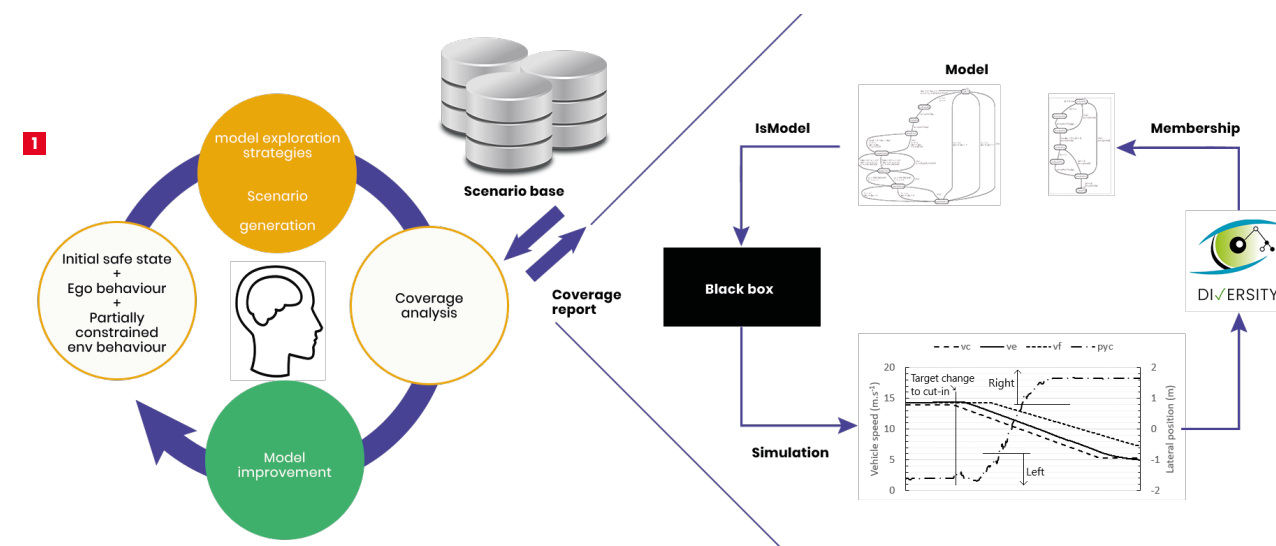 1
model exploration
strategies
Scenario
generation
Initial safe state
+
Ego behaviour
+
Partially
constrained
env behaviour
Coverage
analysis
Model
improvement
Scenario base
Coverage
report
Model
IsModel
Membership
Black box
DI✓ERSITY
Simulation
vc
ve
vf
pyc
Vehicle speed (m.s⁻¹)
20
15
10
5
0
Target change
to cut-in
Right
Left
2
1
0
-1
-2
Lateral position (m)